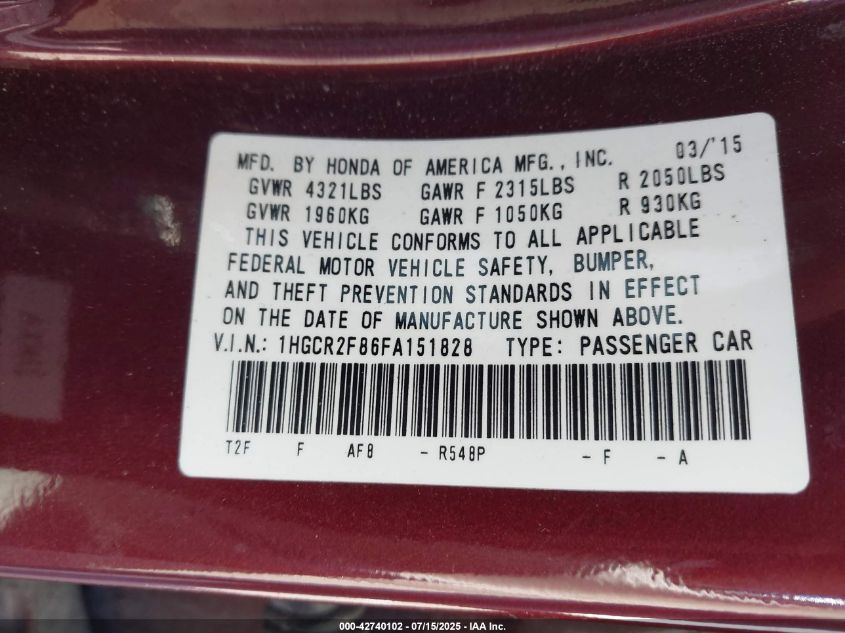 MFD. BY HONDA OF AMERICA MFG., INC. 03/'15
GVWR 4321LBS GAWR F 2315LBS R 2050LBS
GVWR 1960KG GAWR F 1050KG R 930KG
THIS VEHICLE CONFORMS TO ALL APPLICABLE
FEDERAL MOTOR VEHICLE SAFETY, BUMPER,
AND THEFT PREVENTION STANDARDS IN EFFECT
ON THE DATE OF MANUFACTURE SHOWN ABOVE.
V.I.N.: 1HGCR2F86FA151828 TYPE: PASSENGER CAR
T2F F AF8 - R548P - F - A
000-42740102 - 07/15/2025 - IAA Inc.